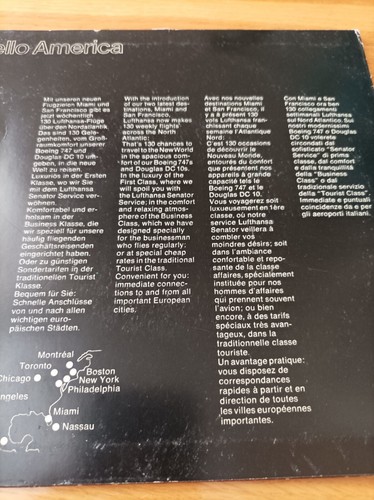 ello America
Mit unseren neuen
Flugzielen Miami und
San Francisco gibt es
jetzt wöchentlich
130 Lufthansa-Flüge
über den Nordatlantik.
Das sind 130 Gele-
genheiten, vom Groß-
raumkomfort unserer
Boeing 747 und
Douglas DC 10 um-
geben, in die neue
Welt zu reisen.
Luxuriös in der Ersten
Klasse, wo wir Sie
mit dem Lufthansa
Senator Service ver-
wöhnen.
Komfortabel und er-
holsam in der
Business Klasse, die
wir speziell für unsere
häufig fliegenden
Geschäftsreisenden
eingerichtet haben.
Oder zu günstigen
Sondertarifen in der
traditionellen Tourist
Klasse.
Bequem für Sie:
Schnelle Anschlüsse
von und nach allen
wichtigen euro-
päischen Städten.
With the introduction
of our two latest des-
tinations, Miami and
San Francisco,
Lufthansa now makes
130 weekly flights
across the North
Atlantic:
That's 130 chances to
travel to the New World
in the spacious com-
fort of our Boeing 747s
and Douglas DC 10s.
In the luxury of the
First Class where we
will spoil you with
the Lufthansa Senator
Service; in the comfort
and relaxing atmos-
phere of the Business
Class, which we have
designed specially
for the businessman
who flies regularly;
or at special cheap
rates in the traditional
Tourist Class.
Convenient for you:
immediate connec-
tions to and from all
important European
cities.
Avec nos nouvelles
destinations Miami
et San Francisco, il
y a à présent 130
vols Lufthansa fran-
chissant chaque
semaine l'Atlantique
Nord:
C'est 130 occasions
de découvrir le
Nouveau Monde,
entourés du confort
que présentent nos
appareils à grande
capacité tels le
Boeing 747 et le
Douglas DC 10.
Vous voyagerez soit
luxueusement en 1ère
classe, où notre
service Lufthansa
Senator veillera à
combler vos
moindres désirs; soit
dans l'ambiance
confortable et repo-
sante de la classe
affaires, spécialement
instituée pour nos
hommes d'affaires
qui prennent souvent
l'avion; ou bien
encore, à des tarifs
spéciaux très avan-
tageux, dans la
traditionnelle classe
touriste.
Un avantage pratique:
vous disposez de
correspondances
rapides à partir et en
direction de toutes
les villes européennes
importantes.
Con Miami e San
Francisco ora ben
130 collegamenti
settimanali Lufthansa
Nord Atlantico. Sui
nostri modernissimi
Boeing 747 e Douglas
DC 10 volerete
circondati dal
sofisticato "Senator
Service" di prima
classe, dal comfort
e dalla tranquillità
della "Business
Class" o dal
tradizionale servizio
della "Tourist Class".
Immediate e puntuali
coincidenze da e per
gli aeroporti italiani.
Montréal
Toronto
Boston
Chicago
New York
Philadelphia
ngeles
Miami
Nassau